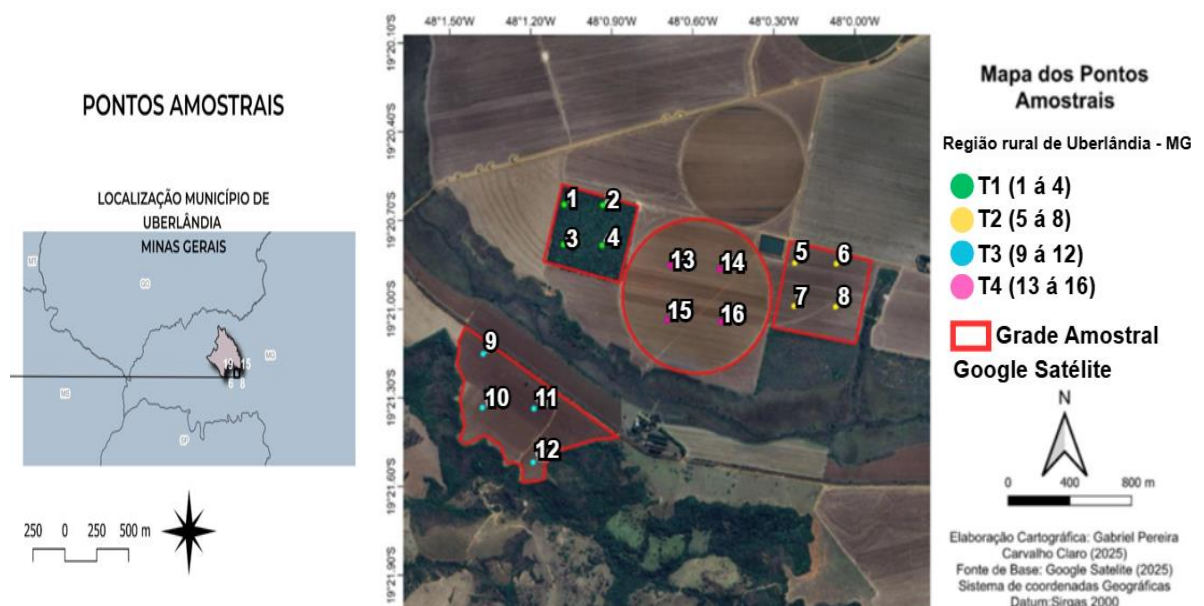 PONTOS AMOSTRAIS
LOCALIZAÇÃO MUNICÍPIO DE
UBERLÂNDIA
MINAS GERAIS
MT
GO
MG
MG
MS
SP
19 15
6 8
250 0 250 500 m
48°1.50'W 48°1.20'W 48°0.90'W 48°0.60'W 48°0.30'W 48°0.00'W
19°20.10'S
19°20.40'S
19°20.70'S
19°21.00'S
19°21.30'S
19°21.60'S
19°21.90'S
1 2
3 4
13 14
15 16
5 6
7 8
9
10 11
12
Mapa dos Pontos
Amostrais
Região rural de Uberlândia - MG
T1 (1 á 4)
T2 (5 á 8)
T3 (9 á 12)
T4 (13 á 16)
Grade Amostral
Google Satélite
N
0 400 800 m
Elaboração Cartográfica: Gabriel Pereira
Carvalho Claro (2025)
Fonte de Base: Google Satelite (2025)
Sistema de coordenadas Geográficas
Datum:Sirgas 2000